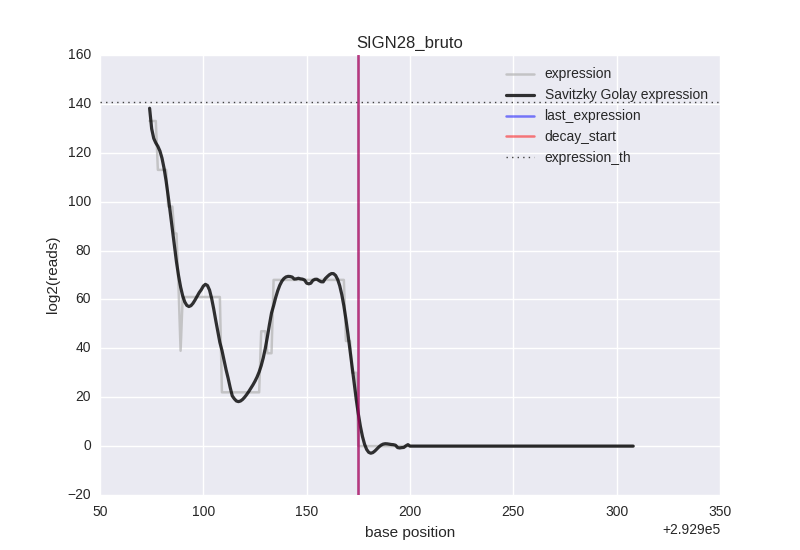 SIGN28_bruto
160
140
120
100
80
60
40
20
0
−20
log2(reads)
expression
Savitzky Golay expression
last_expression
decay_start
expression_th
50
100
150
200
250
300
350
+2.929e5
base position